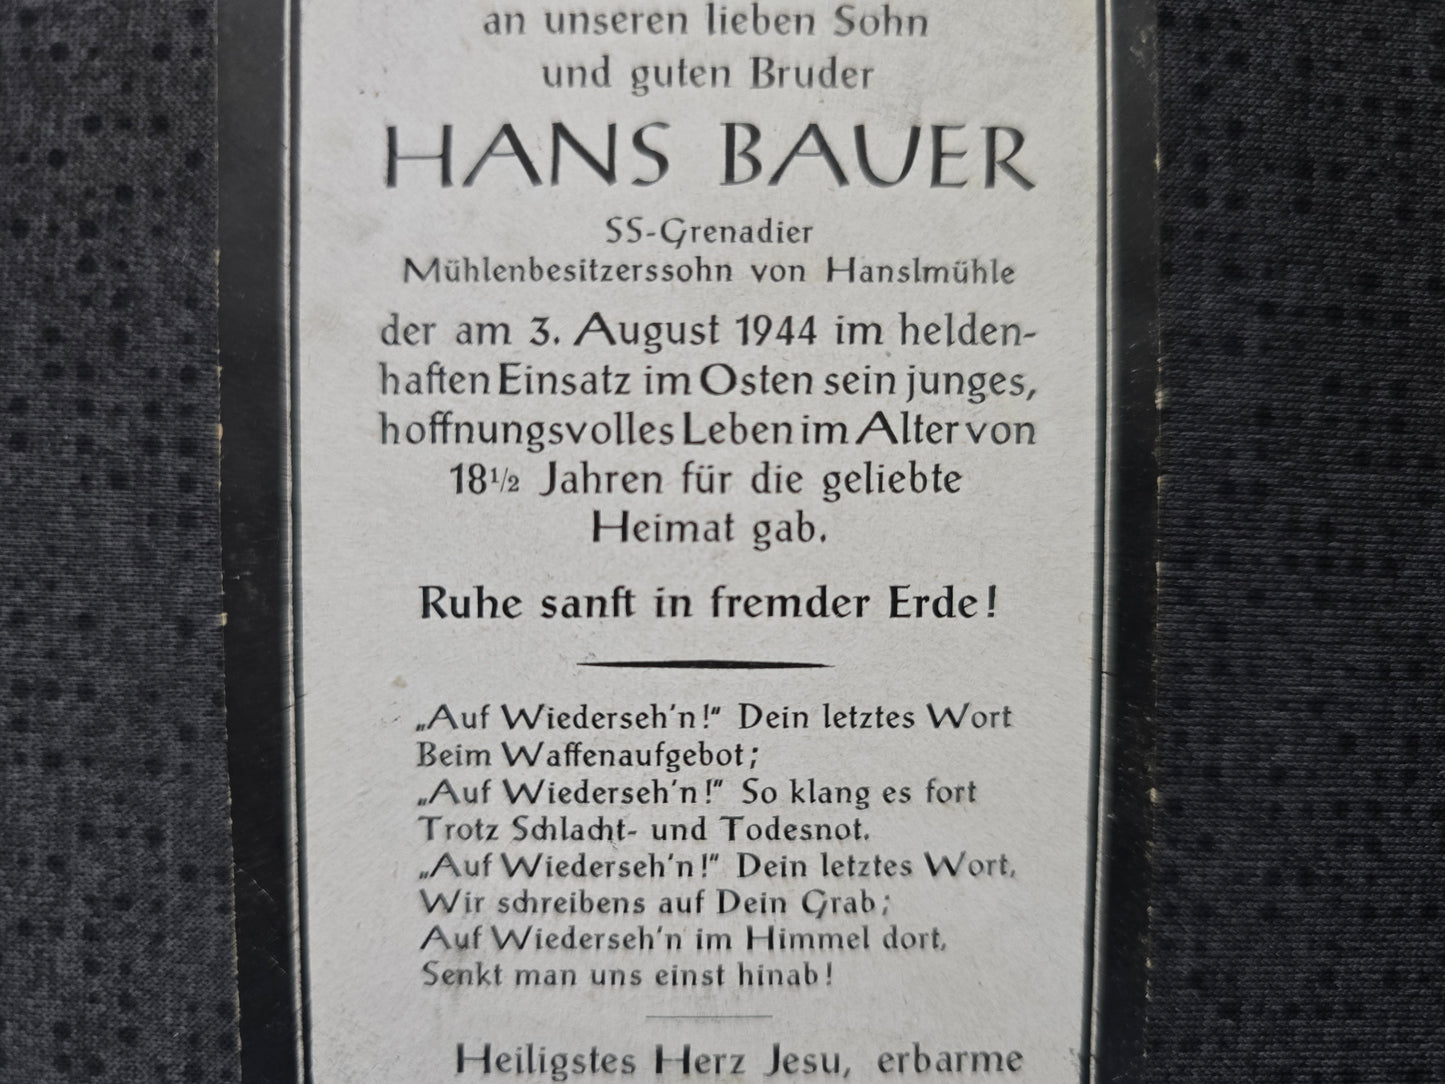 an unseren lieben Sohn
und guten Bruder
HANS BAUER
SS-Grenadier
Mühlenbesitzerssohn von Hanslmühle
der am 3. August 1944 im helden-
haften Einsatz im Osten sein junges,
hoffnungsvolles Leben im Alter von
18½ Jahren für die geliebte
Heimat gab.
Ruhe sanft in fremder Erde!
„Auf Wiederseh'n!" Dein letztes Wort
Beim Waffenaufgebot;
„Auf Wiederseh'n!" So klang es fort
Trotz Schlacht- und Todesnot.
„Auf Wiederseh'n!" Dein letztes Wort,
Wir schreibens auf Dein Grab;
Auf Wiederseh'n im Himmel dort,
Senkt man uns einst hinab!
Heiligstes Herz Jesu, erbarme